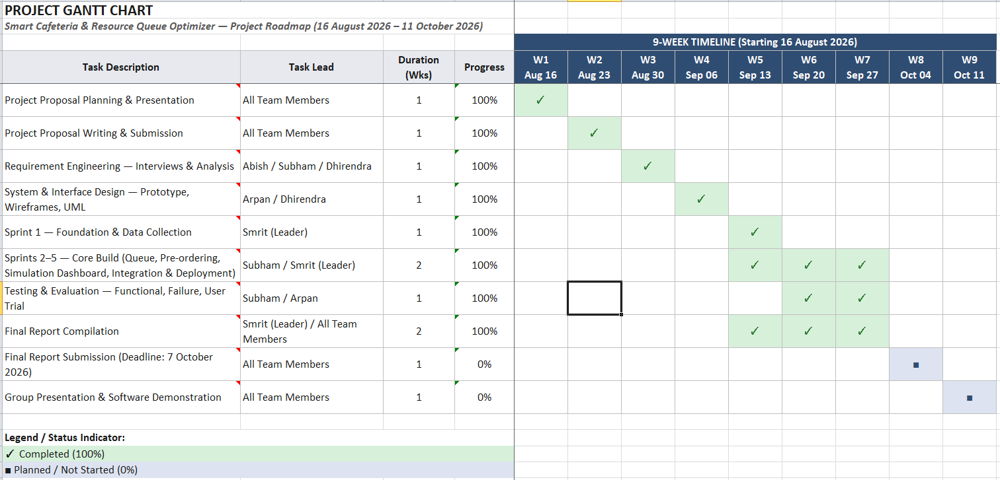 PROJECT GANTT CHART
Smart Cafeteria & Resource Queue Optimizer — Project Roadmap (16 August 2026 – 11 October 2026)
9-WEEK TIMELINE (Starting 16 August 2026)
Task Description Task Lead Duration (Wks) Progress W1 Aug 16 W2 Aug 23 W3 Aug 30 W4 Sep 06 W5 Sep 13 W6 Sep 20 W7 Sep 27 W8 Oct 04 W9 Oct 11
Project Proposal Planning & Presentation All Team Members 1 100% ✓
Project Proposal Writing & Submission All Team Members 1 100% ✓
Requirement Engineering — Interviews & Analysis Abish / Subham / Dhirendra 1 100% ✓
System & Interface Design — Prototype, Wireframes, UML Arpan / Dhirendra 1 100% ✓
Sprint 1 — Foundation & Data Collection Smrit (Leader) 1 100% ✓
Sprints 2–5 — Core Build (Queue, Pre-ordering, Simulation Dashboard, Integration & Deployment) Subham / Smrit (Leader) 2 100% ✓ ✓ ✓
Testing & Evaluation — Functional, Failure, User Trial Subham / Arpan 1 100% ✓ ✓
Final Report Compilation Smrit (Leader) / All Team Members 2 100% ✓ ✓ ✓
Final Report Submission (Deadline: 7 October 2026) All Team Members 1 0% ■
Group Presentation & Software Demonstration All Team Members 1 0% ■
Legend / Status Indicator:
✓ Completed (100%)
■ Planned / Not Started (0%)